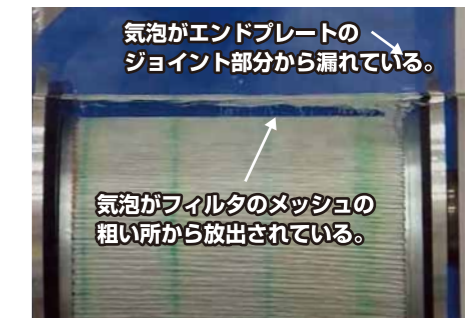 気泡がエンドプレートの
ジョイント部分から漏れている。
気泡がフィルタのメッシュの
粗い所から放出されている。